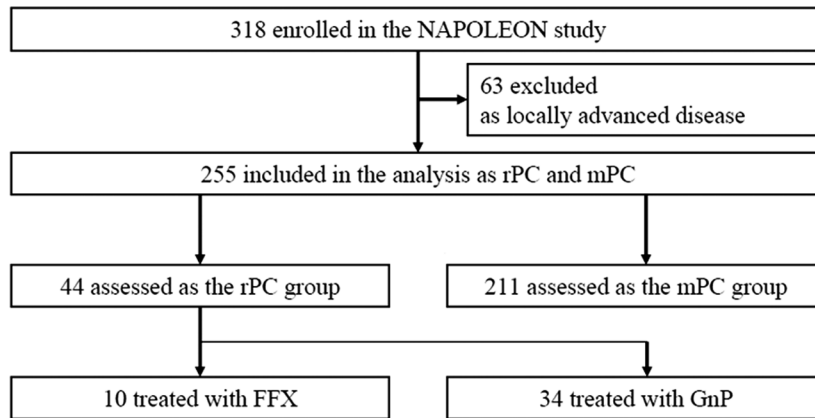 318 enrolled in the NAPOLEON study
63 excluded
as locally advanced disease
255 included in the analysis as rPC and mPC
44 assessed as the rPC group
211 assessed as the mPC group
10 treated with FFX
34 treated with GnP